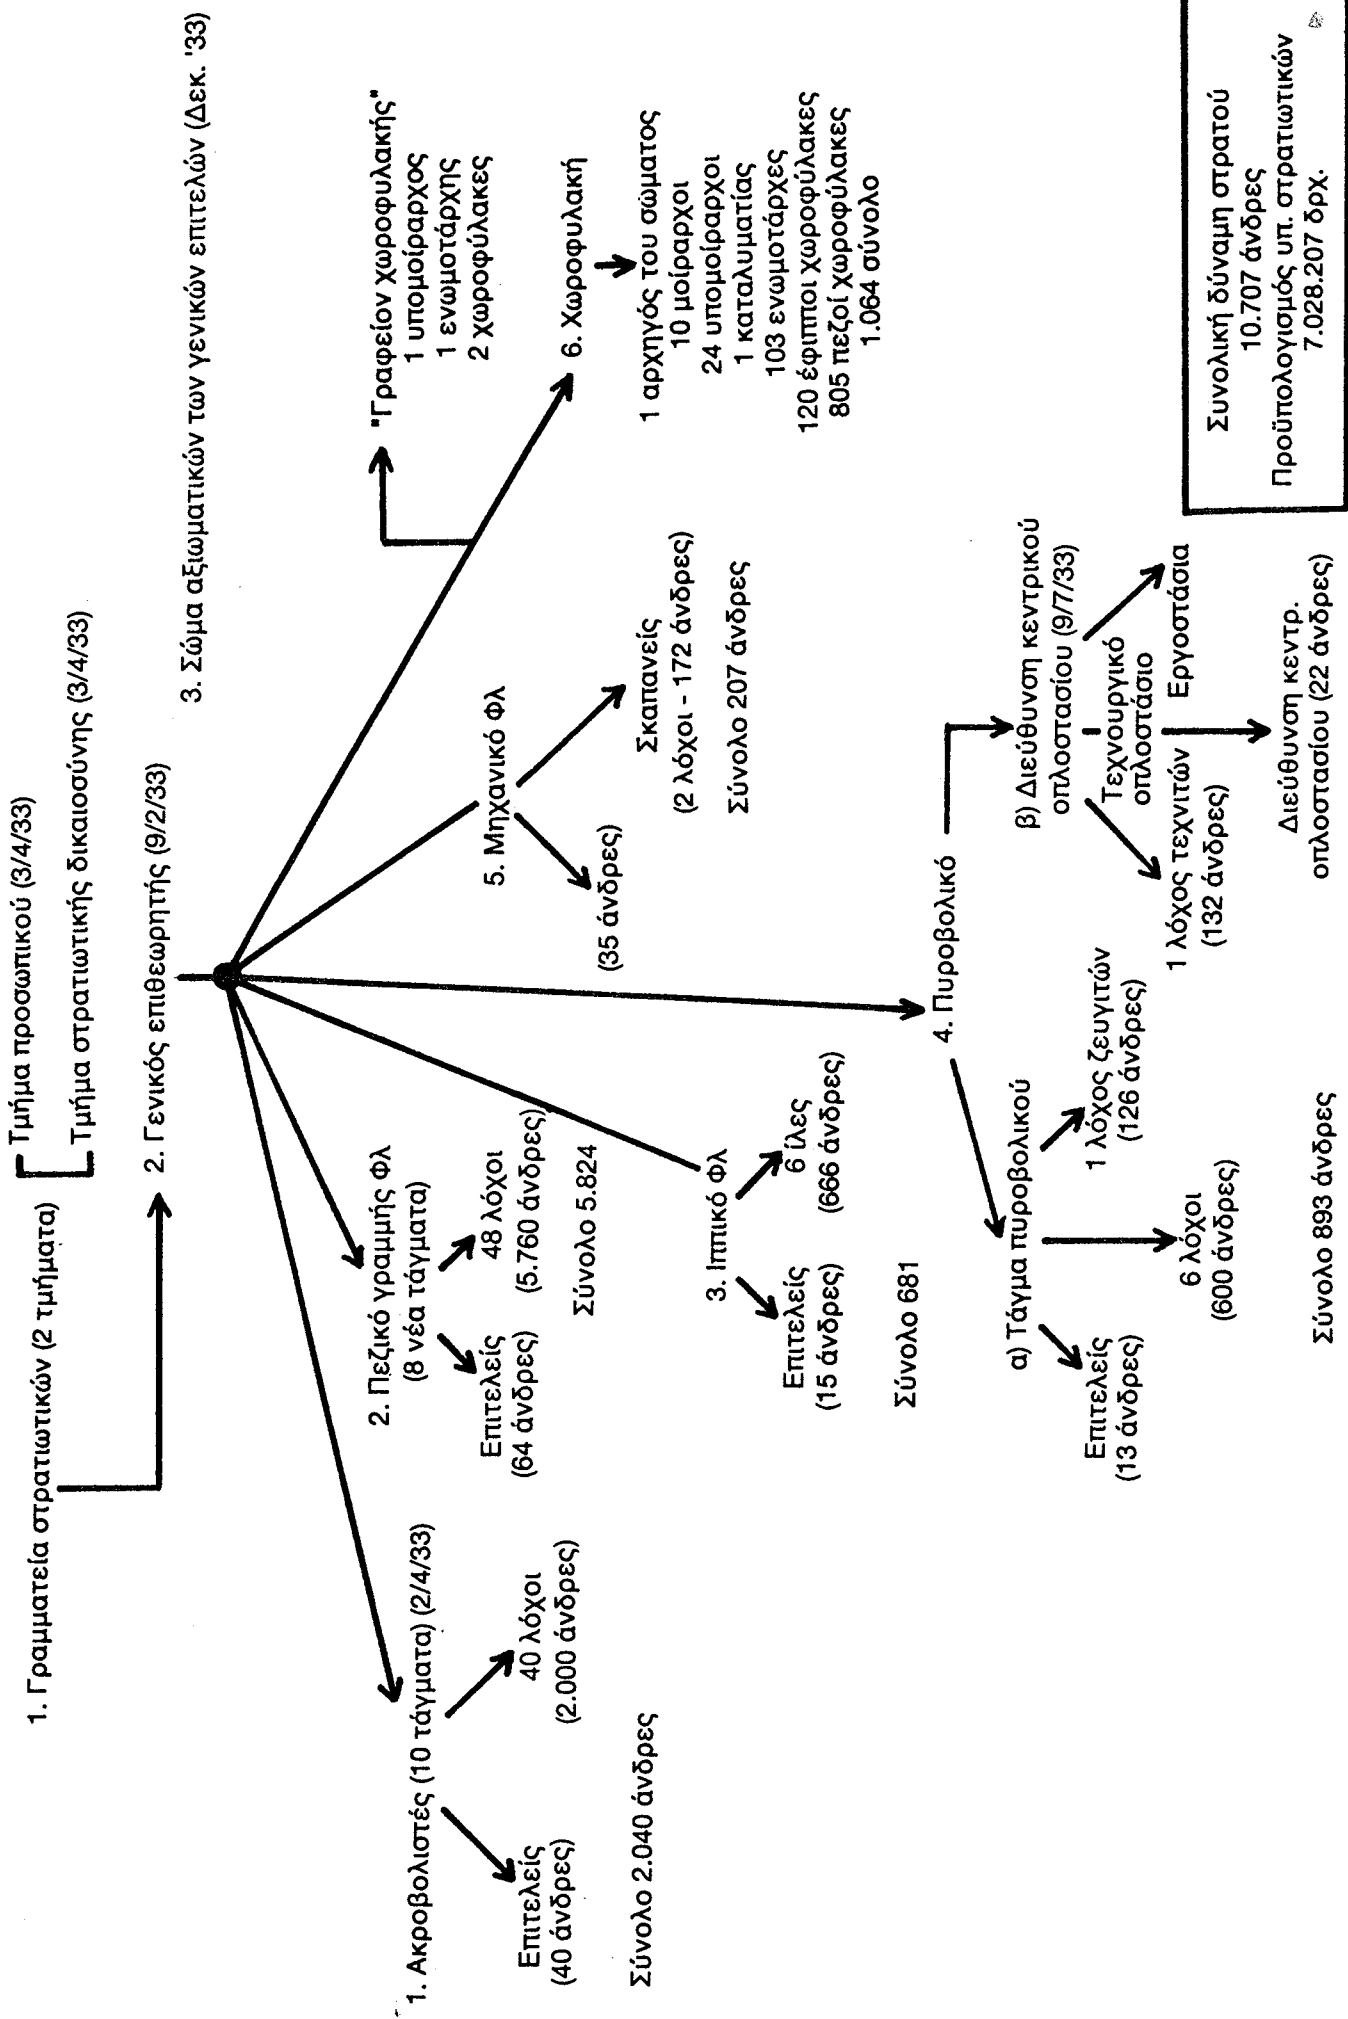 1. Γραμματεία στρατιωτικών (2 τμήματα)
Τμήμα προσωπικού (3/4/33)
Τμήμα στρατιωτικής δικαιοσύνης (3/4/33)
2. Γενικός επιθεωρητής (9/2/33)
3. Σώμα αξιωματικών των γενικών επιτελών (Δεκ. '33)
1. Ακροβολιστές (10 τάγματα) (2/4/33)
Επιτελείς
(40 άνδρες)
40 λόχοι
(2.000 άνδρες)
Σύνολο 2.040 άνδρες
2. Πεζικό γραμμής Φλ
(8 νέα τάγματα)
Επιτελείς
(64 άνδρες)
48 λόχοι
(5.760 άνδρες)
Σύνολο 5.824
3. Ιππικό Φλ
Επιτελείς
(15 άνδρες)
6 ίλες
(666 άνδρες)
Σύνολο 681
4. Πυροβολικό
α) Τάγμα πυροβολικού
Επιτελείς
(13 άνδρες)
6 λόχοι
(600 άνδρες)
1 λόχος ζευγιτών
(126 άνδρες)
Σύνολο 893 άνδρες
β) Διεύθυνση κεντρικού
οπλοστασίου (9/7/33)
1 λόχος τεχνιτών
(132 άνδρες)
Τεχνουργικό
οπλοστάσιο
Εργοστάσια
Διεύθυνση κεντρ.
οπλοστασίου (22 άνδρες)
5. Μηχανικό Φλ
(35 άνδρες)
Σκαπανείς
(2 λόχοι - 172 άνδρες)
Σύνολο 207 άνδρες
"Γραφείον χωροφυλακής"
1 υπομοίραρχος
1 ενωμοτάρχης
2 χωροφύλακες
6. Χωροφυλακή
1 αρχηγός του σώματος
10 μοίραρχοι
24 υπομοίραρχοι
1 καταλυματίας
103 ενωμοτάρχες
120 έφιπποι χωροφύλακες
805 πεζοί χωροφύλακες
1.064 σύνολο
Συνολική δύναμη στρατού
10.707 άνδρες
Προϋπολογισμός υπ. στρατιωτικών
7.028.207 δρχ.